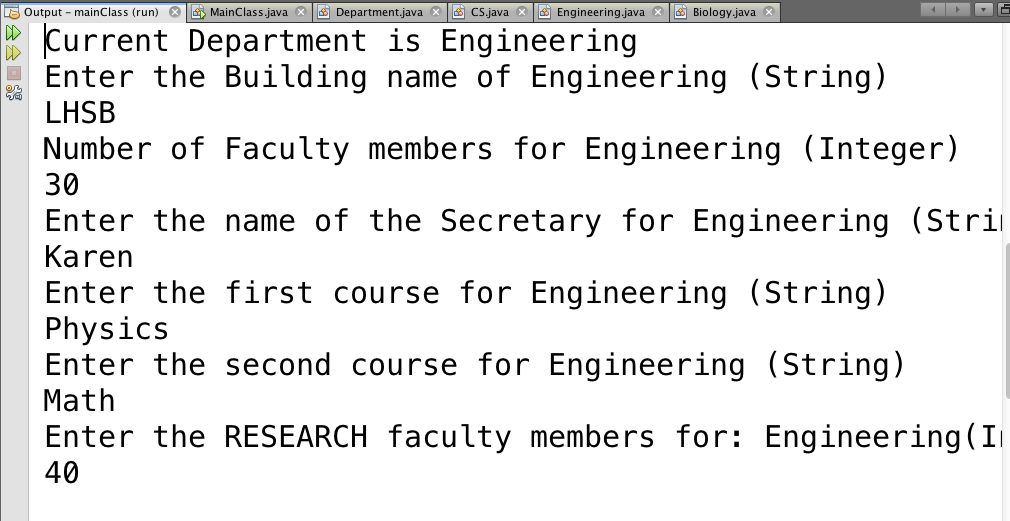 Output – mainClass (run) MainClass.java Department.java CS.java Engineering.java Biology.java
Current Department is Engineering
Enter the Building name of Engineering (String)
LHSB
Number of Faculty members for Engineering (Integer)
30
Enter the name of the Secretary for Engineering (Strin
Karen
Enter the first course for Engineering (String)
Physics
Enter the second course for Engineering (String)
Math
Enter the RESEARCH faculty members for: Engineering(In
40